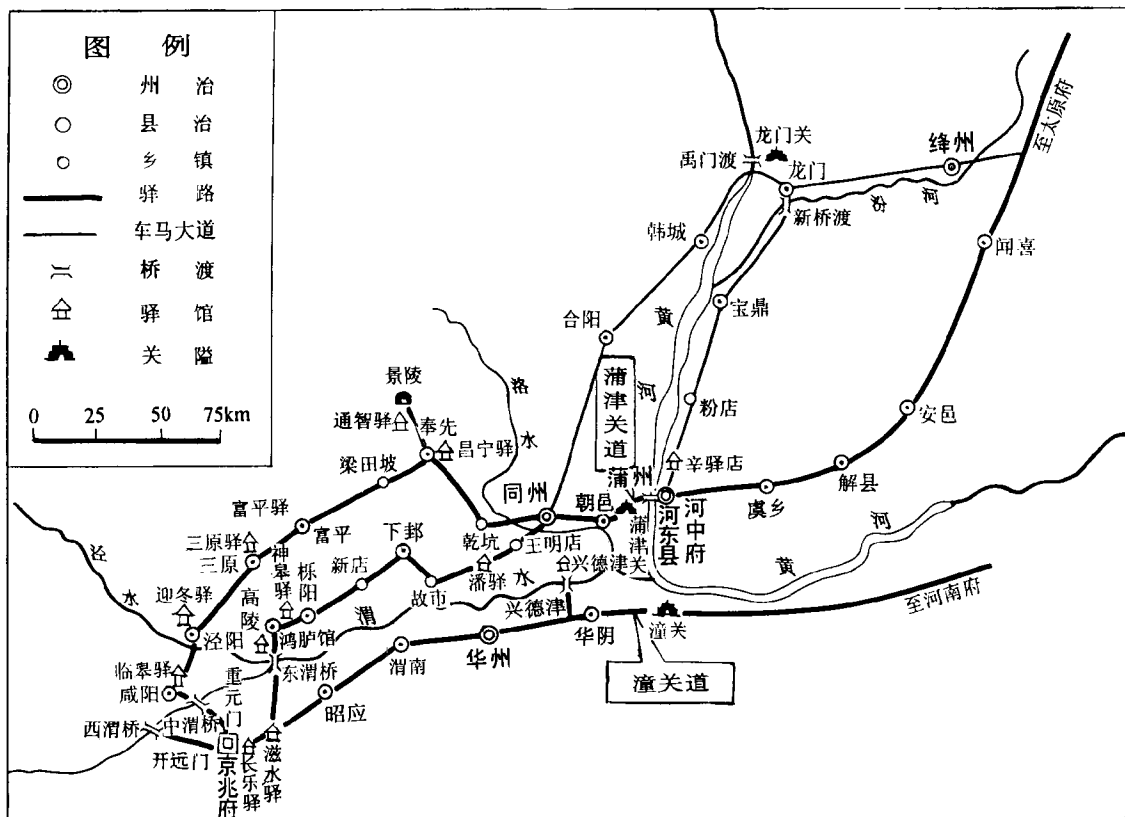 图 例
州 治
县 治
乡 镇
驿 路
车马大道
桥 渡
驿 馆
关 隘
0 25 50 75km
至太原府
龙门关
禹门渡
龙门
绛州
新桥渡
汾
河
韩城
闻喜
黄
河
宝鼎
合阳
蒲津关道
洛
水
景陵
通智驿
奉先
昌宁驿
粉店
安邑
梁田坡
辛驿店
蒲州
解县
虞乡
同州
朝邑
蒲津关
河东县
河中府
富平驿
富平
三原驿
三原
下邽
乾坑
王明店
兴德津
黄
河
泾
水
神皋驿
栎阳
新店
潘驿
水
故市
至河南府
迎冬驿
高陵
渭
兴德津
华阴
潼关
泾阳
鸿胪馆
渭南
华州
临皋驿
咸阳
重元门
东渭桥
潼关道
昭应
西渭桥
中渭桥
开远门
京兆府
长乐驿
滋水驿